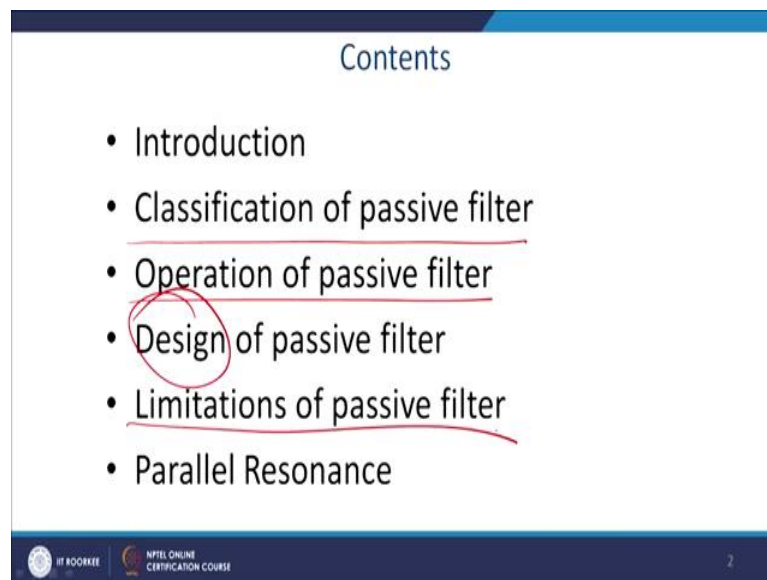 Contents
• Introduction
• Classification of passive filter
• Operation of passive filter
• Design of passive filter
• Limitations of passive filter
• Parallel Resonance
IIT ROORKEE
NPTEL ONLINE
CERTIFICATION COURSE
2